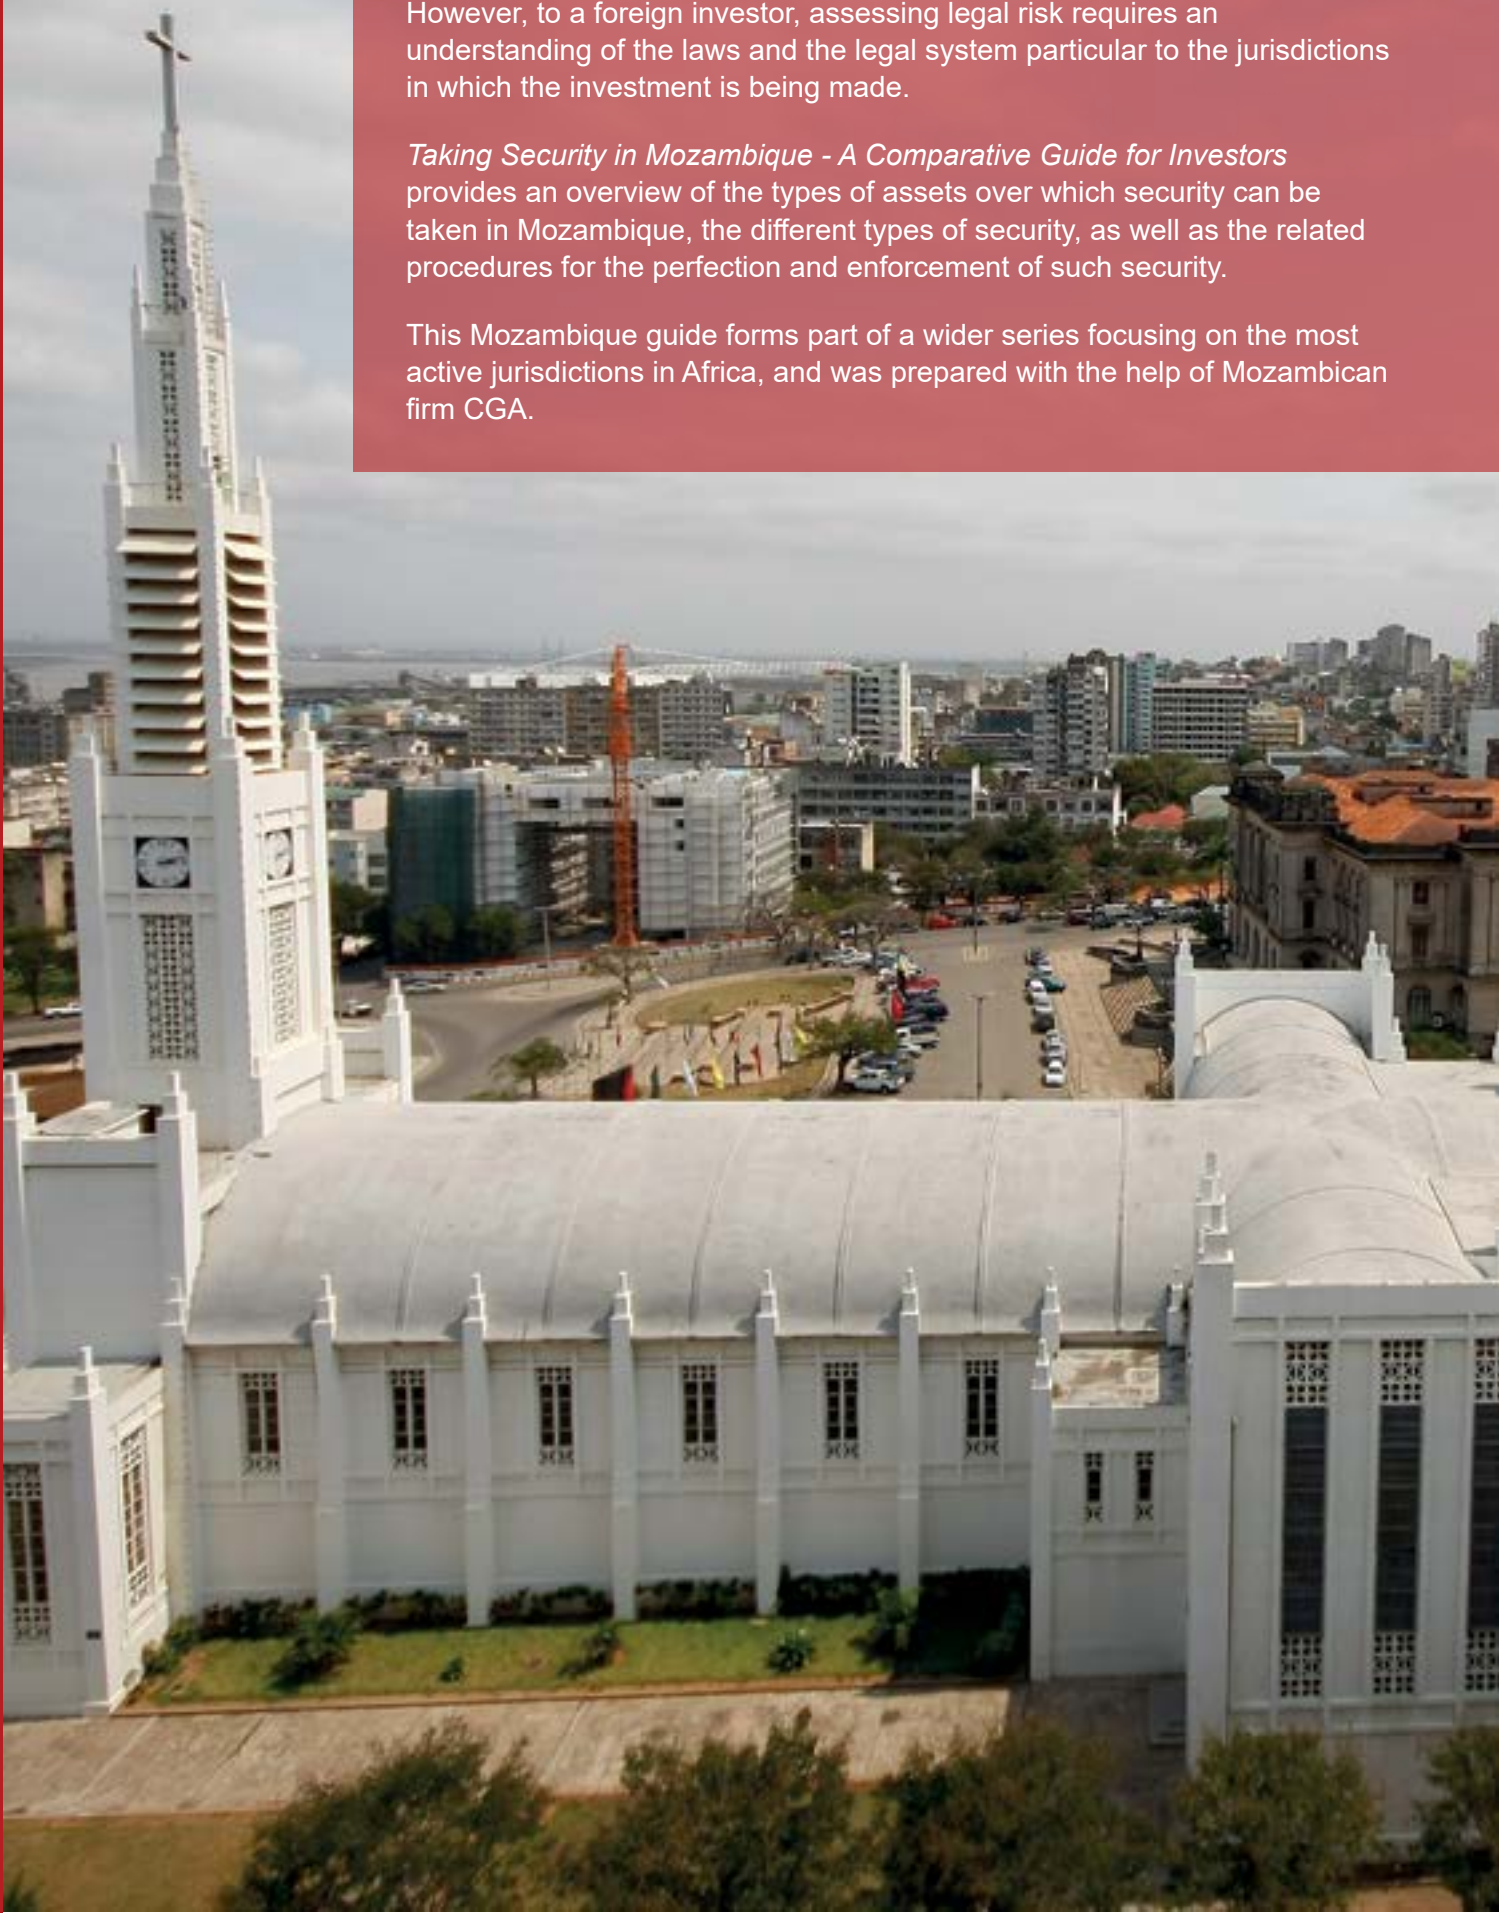 However, to a foreign investor, assessing legal risk requires an
understanding of the laws and the legal system particular to the jurisdictions
in which the investment is being made.
Taking Security in Mozambique - A Comparative Guide for Investors
provides an overview of the types of assets over which security can be
taken in Mozambique, the different types of security, as well as the related
procedures for the perfection and enforcement of such security.
This Mozambique guide forms part of a wider series focusing on the most
active jurisdictions in Africa, and was prepared with the help of Mozambican
firm CGA.